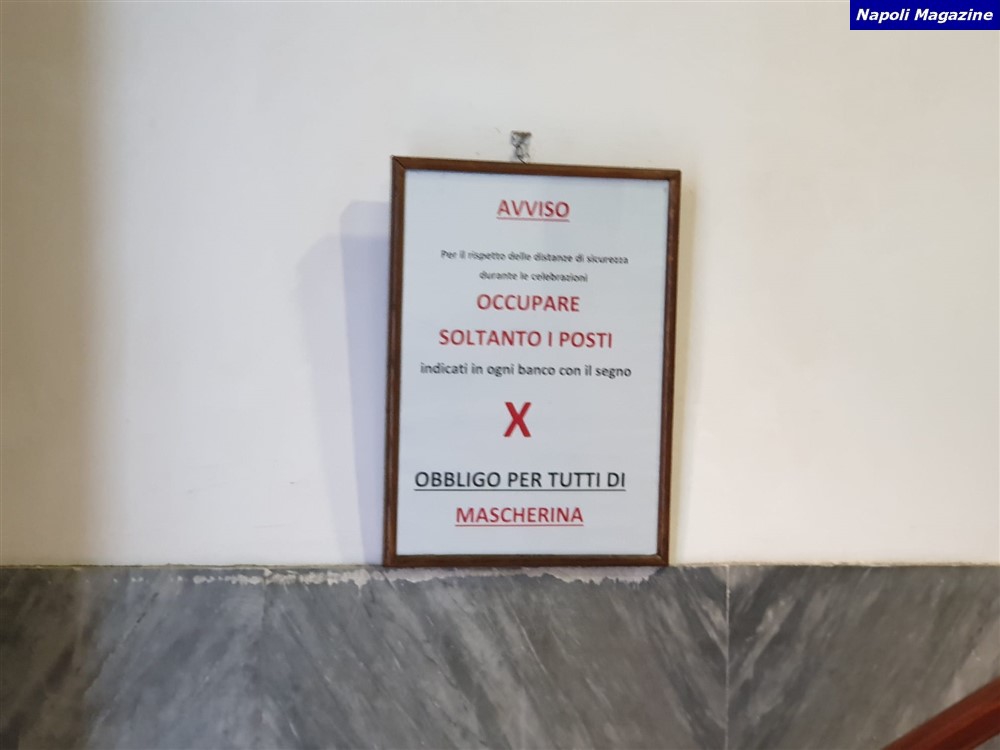 Napoli Magazine
AVVISO
Per il rispetto delle distanze di sicurezza
durante le celebrazioni
OCCUPARE
SOLTANTO I POSTI
indicati in ogni banco con il segno
X
OBBLIGO PER TUTTI DI
MASCHERINA